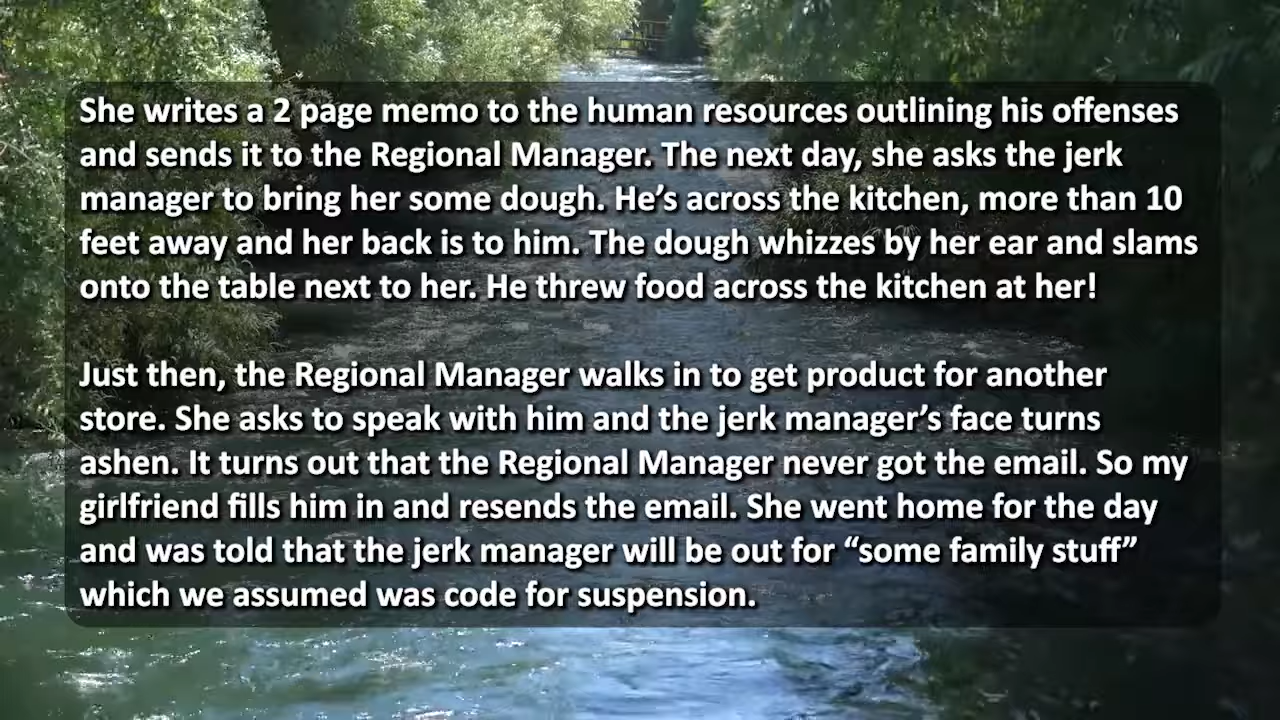 She writes a 2 page memo to the human resources outlining his offenses
and sends it to the Regional Manager. The next day, she asks the jerk
manager to bring her some dough. He’s across the kitchen, more than 10
feet away and her back is to him. The dough whizzes by her ear and slams
onto the table next to her. He threw food across the kitchen at her!
Just then, the Regional Manager walks in to get product for another
store. She asks to speak with him and the jerk manager’s face turns
ashen. It turns out that the Regional Manager never got the email. So my
girlfriend fills him in and resends the email. She went home for the day
and was told that the jerk manager will be out for “some family stuff”
which we assumed was code for suspension.